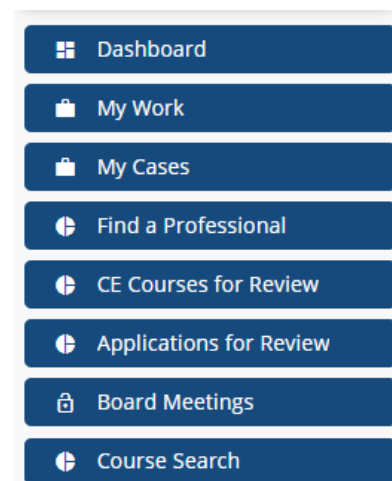 Dashboard
My Work
My Cases
Find a Professional
CE Courses for Review
Applications for Review
Board Meetings
Course Search